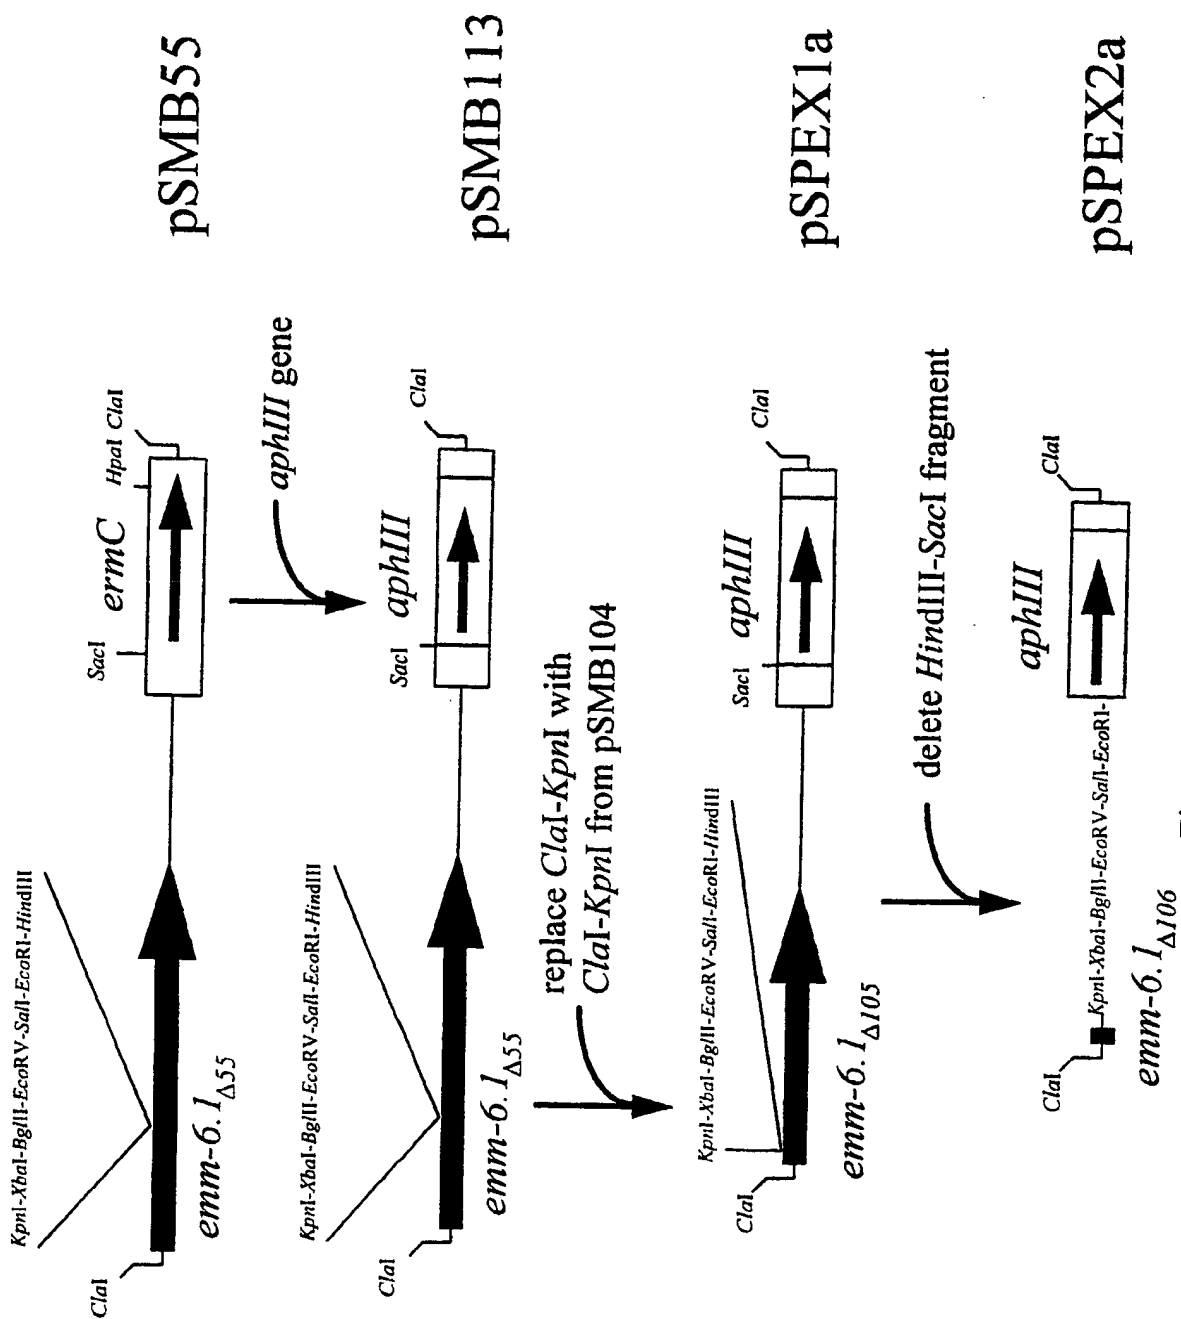 KpnI-XbaI-BglII-EcoRV-SalI-EcoRI-HindIII
ClaI
emm-6.1Δ55
SacI
ermC
HpaI ClaI
pSMB55
aphIII gene
KpnI-XbaI-BglII-EcoRV-SalI-EcoRI-HindIII
ClaI
emm-6.1Δ55
SacI
aphIII
ClaI
pSMB113
replace ClaI-KpnI with
ClaI-KpnI from pSMB104
KpnI-XbaI-BglII-EcoRV-SalI-EcoRI-HindIII
ClaI
emm-6.1Δ105
SacI
aphIII
ClaI
pSPEX1a
delete HindIII-SacI fragment
ClaI
KpnI-XbaI-BglII-EcoRV-SalI-EcoRI-
emm-6.1Δ106
aphIII
ClaI
pSPEX2a